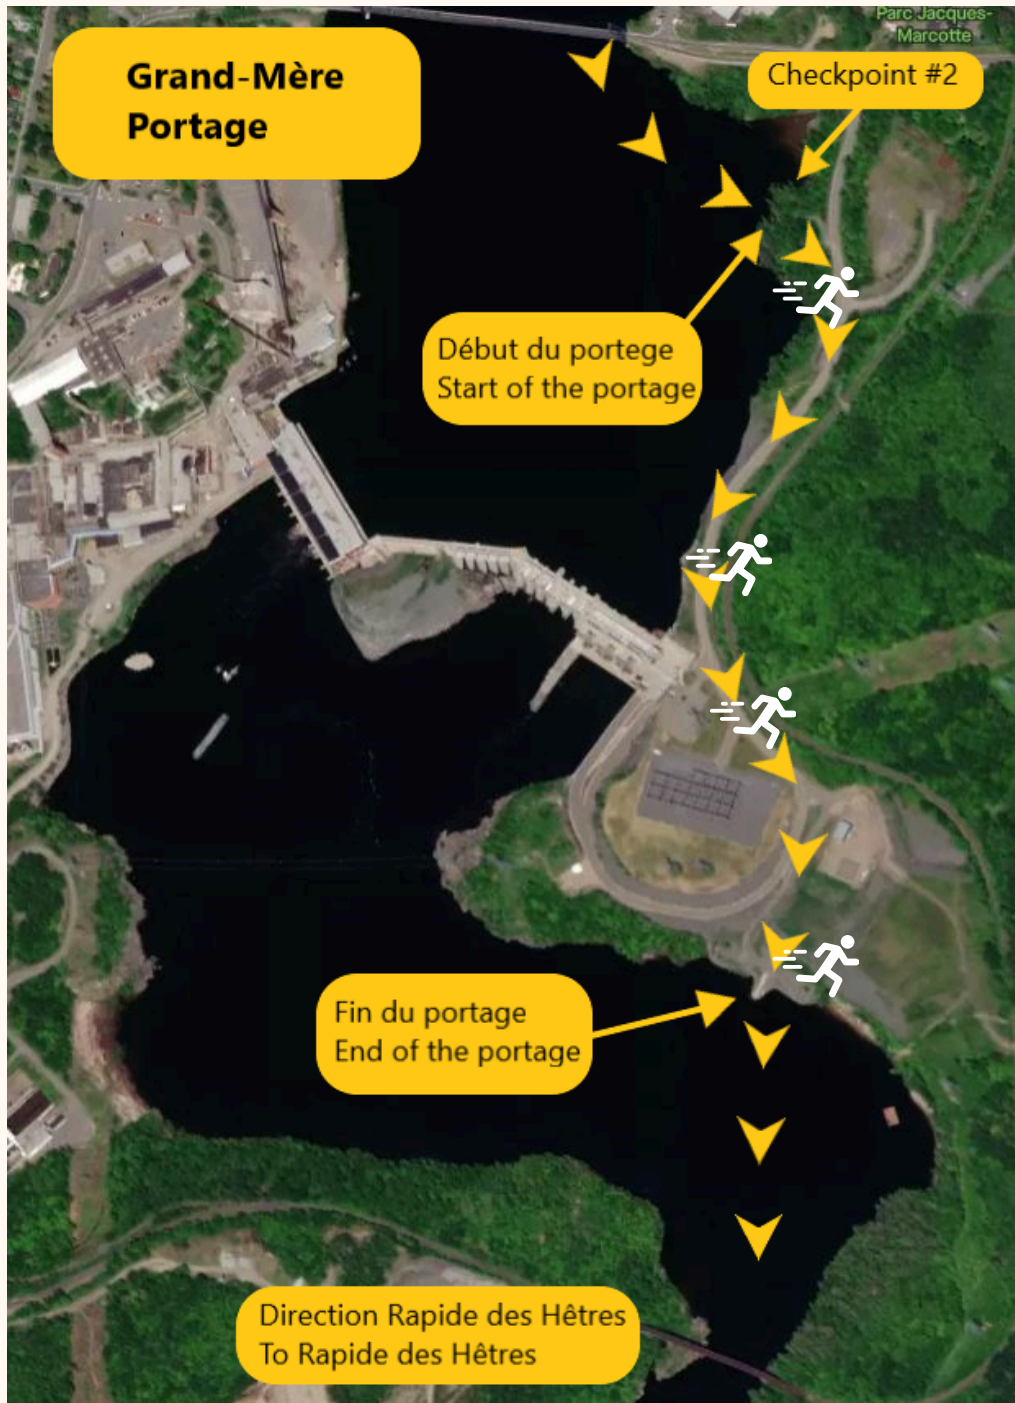 Parc Jacques-
Marcotte
Grand-Mère
Portage
Checkpoint #2
Début du portege
Start of the portage
Fin du portage
End of the portage
Direction Rapide des Hêtres
To Rapide des Hêtres